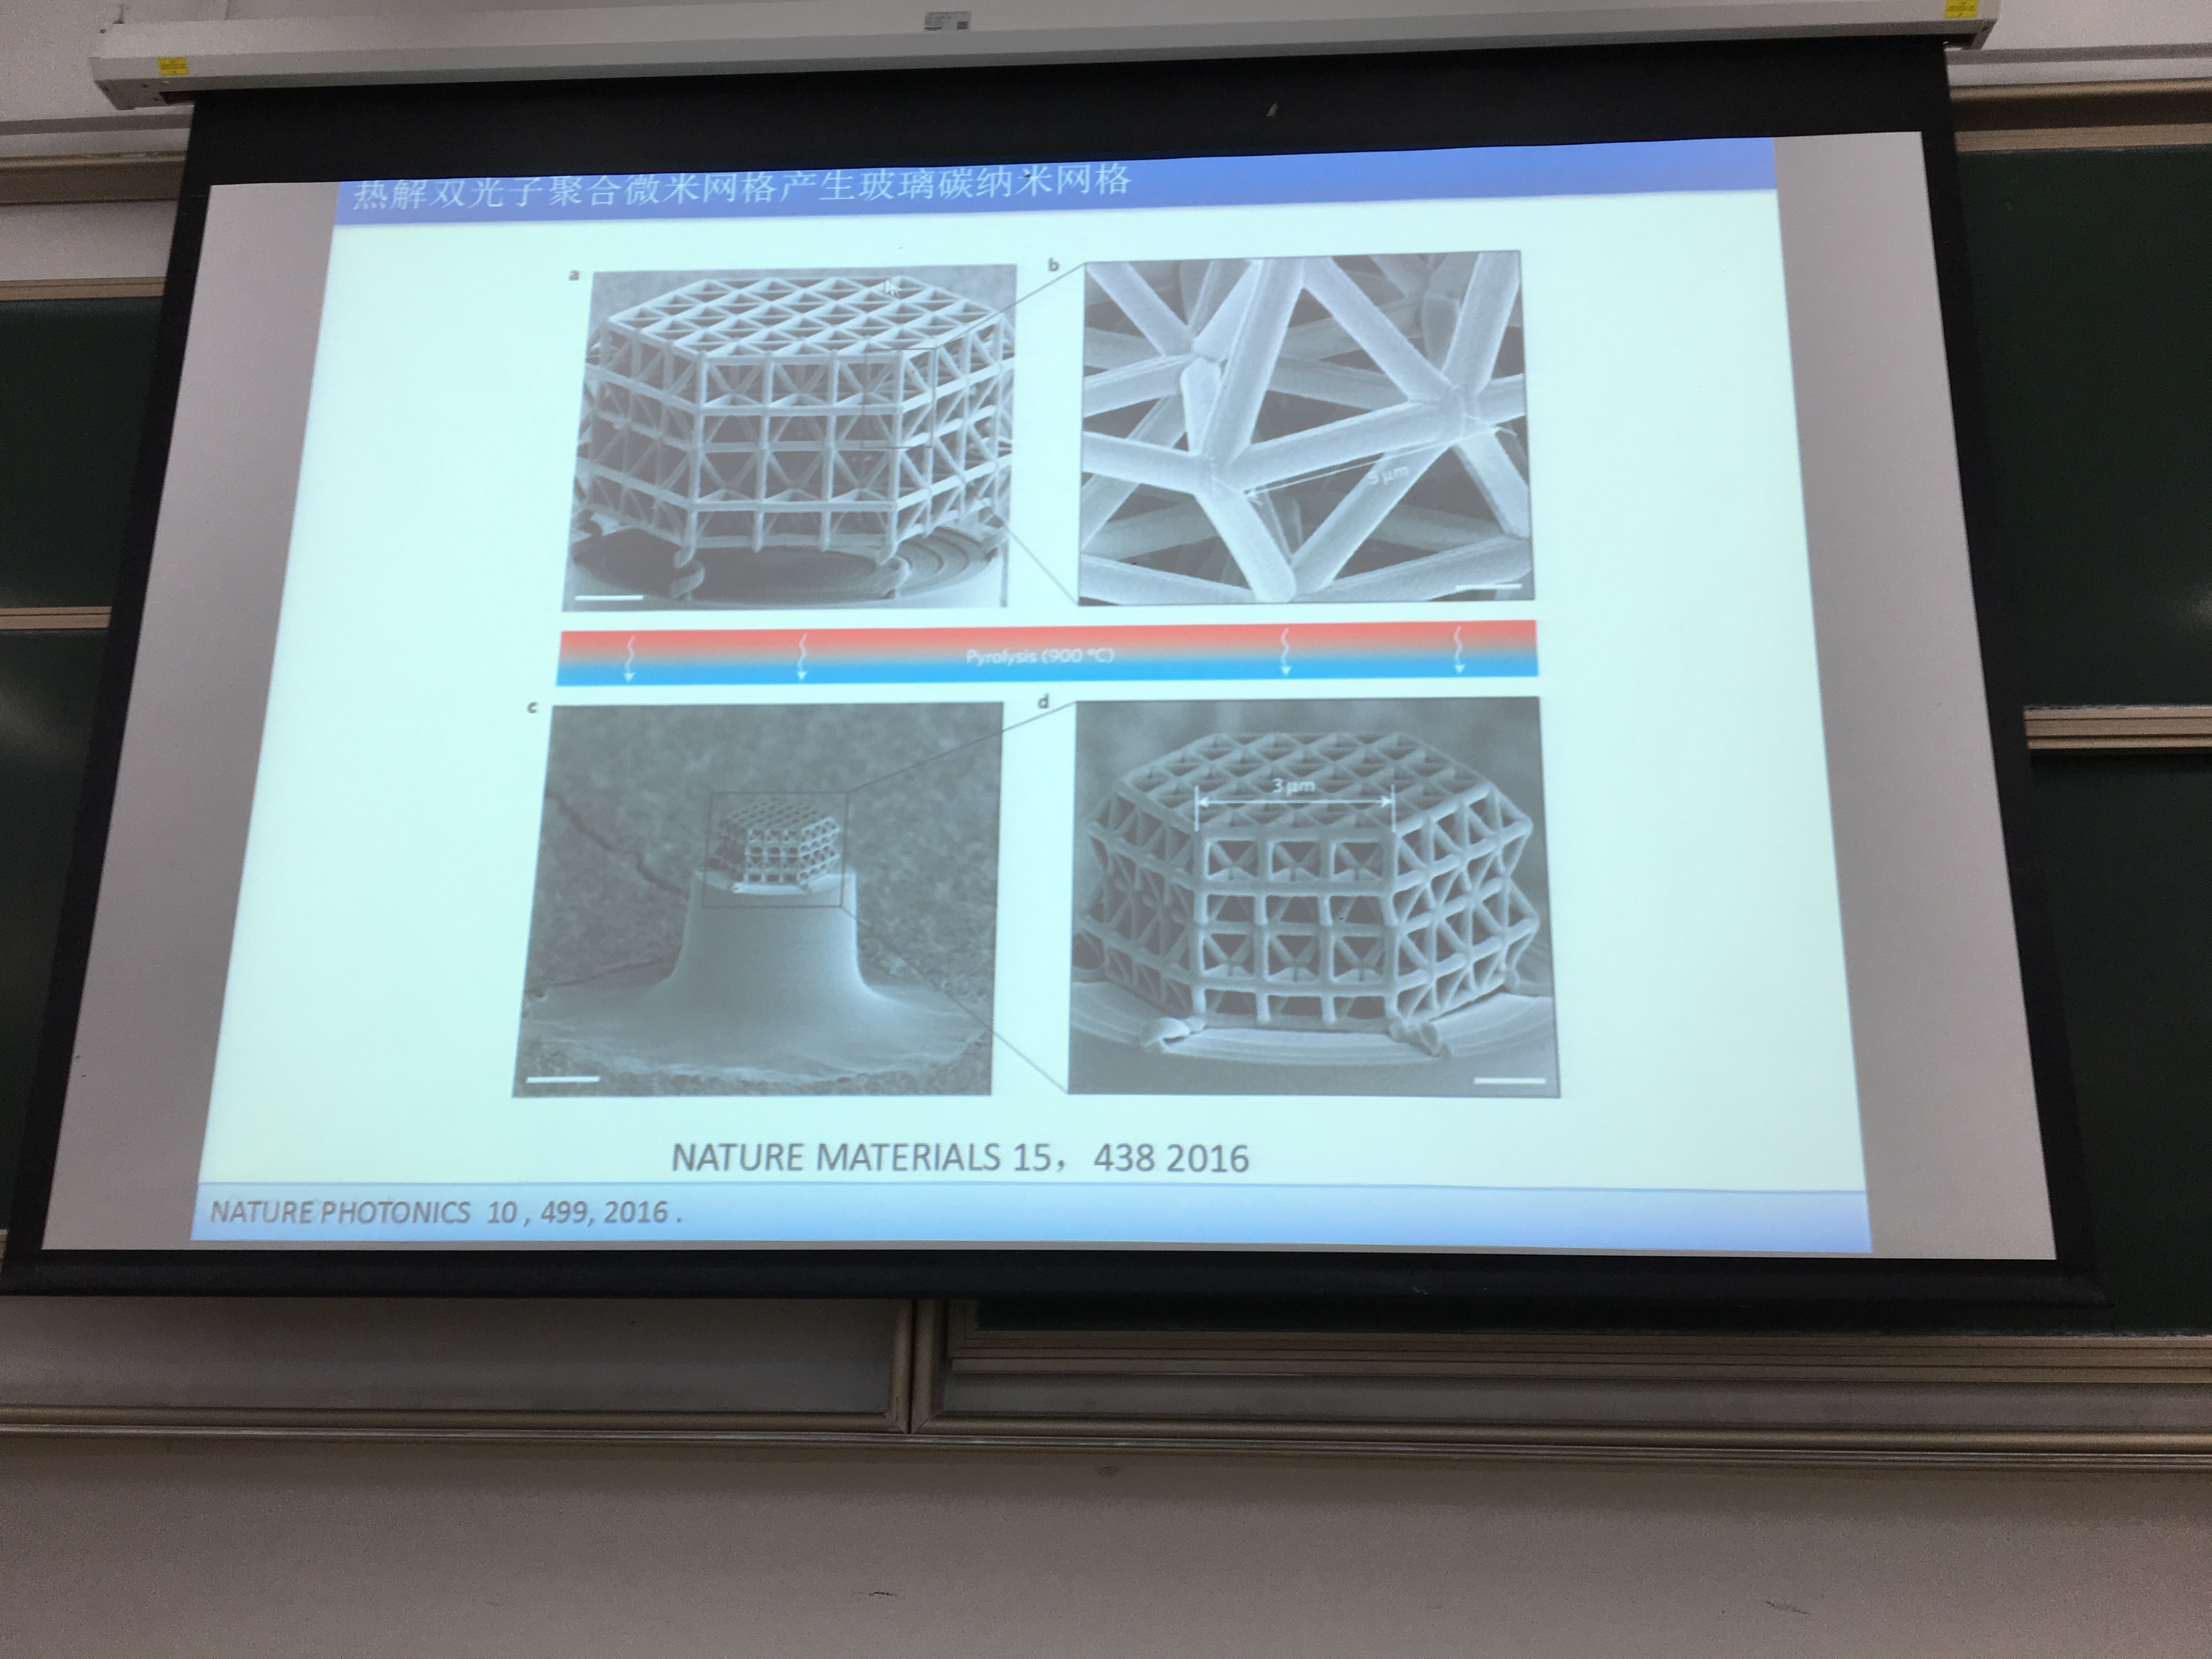 热解双光子聚合微米网格产生玻璃碳纳米网格
a
b
5 μm
Pyrolysis (900 °C)
c
d
3 μm
NATURE MATERIALS 15， 438 2016
NATURE PHOTONICS 10 , 499, 2016 .